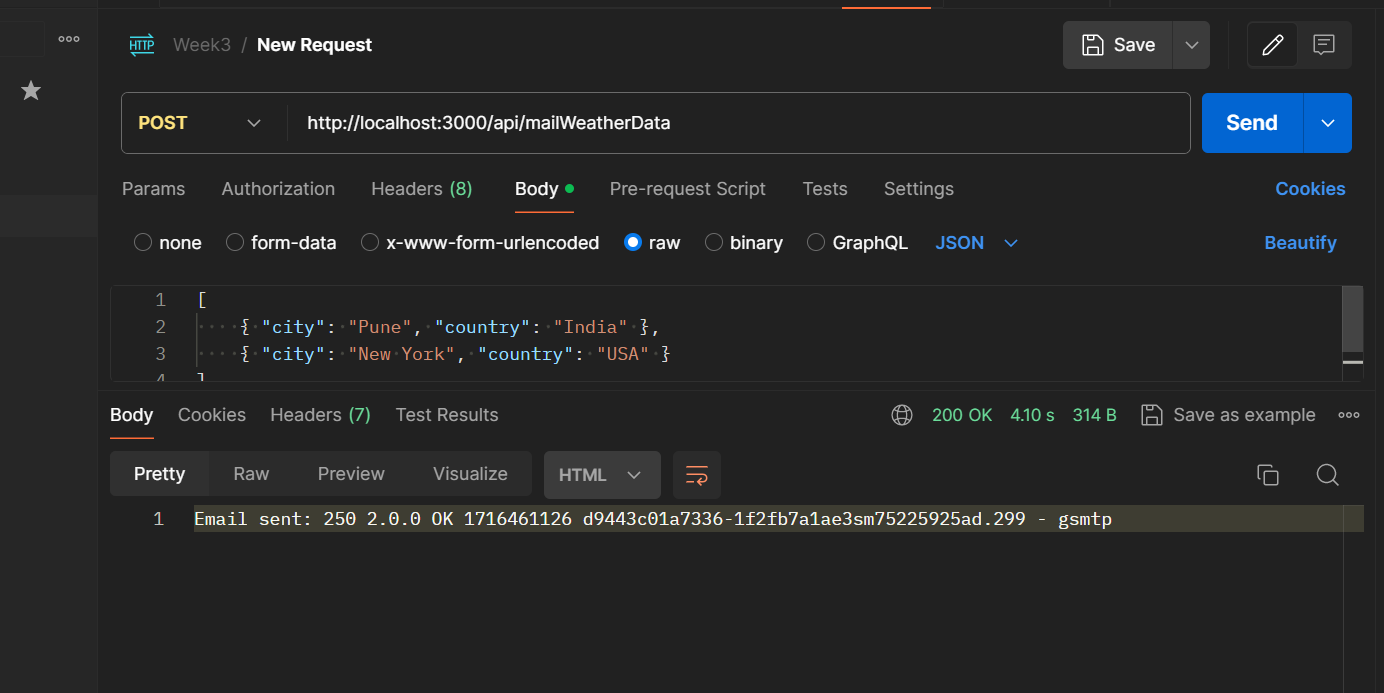 HTTP Week3 / New Request Save
POST http://localhost:3000/api/mailWeatherData Send
Params Authorization Headers (8) Body Pre-request Script Tests Settings Cookies
none form-data x-www-form-urlencoded raw binary GraphQL JSON Beautify
1 [
2 ····{·"city":·"Pune",·"country":·"India"·},
3 ····{·"city":·"New·York",·"country":·"USA"·}
4 ]
Body Cookies Headers (7) Test Results 200 OK 4.10 s 314 B Save as example
Pretty Raw Preview Visualize HTML
1 Email sent: 250 2.0.0 OK 1716461126 d9443c01a7336-1f2fb7a1ae3sm75225925ad.299 - gsmtp